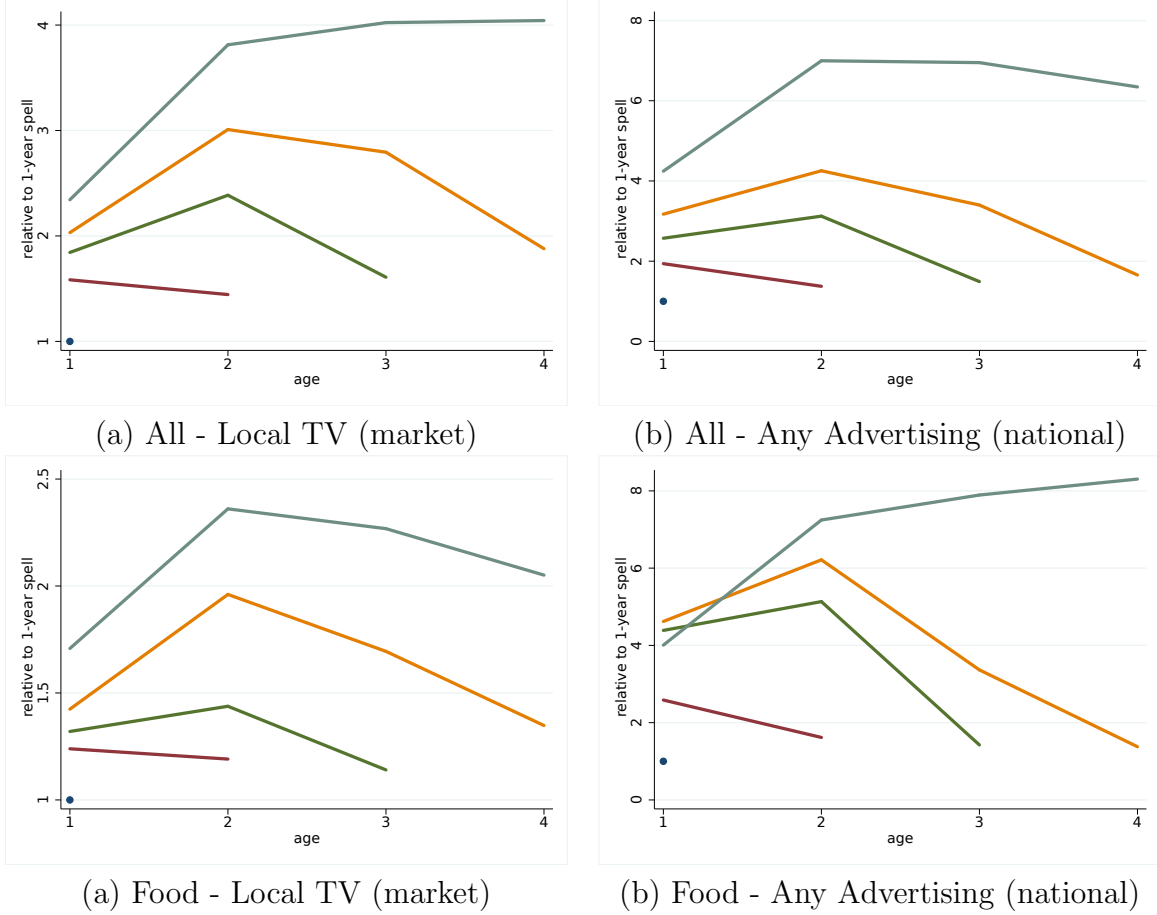 4
3
2
1
relative to 1-year spell
1 2 3 4
age
(a) All - Local TV (market)
8
6
4
2
0
relative to 1-year spell
1 2 3 4
age
(b) All - Any Advertising (national)
2.5
2
1.5
1
relative to 1-year spell
1 2 3 4
age
(a) Food - Local TV (market)
8
6
4
2
0
relative to 1-year spell
1 2 3 4
age
(b) Food - Any Advertising (national)